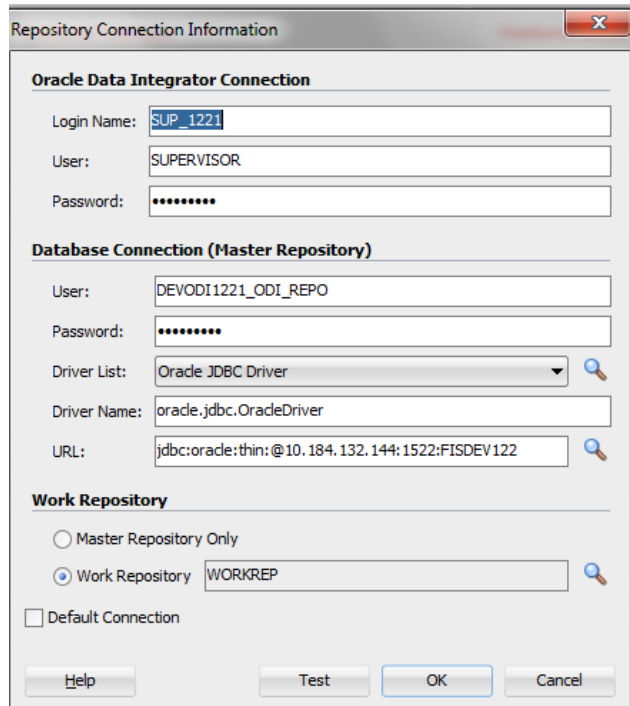 Repository Connection Information
Oracle Data Integrator Connection
Login Name: SUP_1221
User: SUPERVISOR
Password: •••••••••
Database Connection (Master Repository)
User: DEVODI1221_ODI_REPO
Password: •••••••••
Driver List: Oracle JDBC Driver
Driver Name: oracle.jdbc.OracleDriver
URL: jdbc:oracle:thin:@10.184.132.144:1522:FISDEV122
Work Repository
Master Repository Only
Work Repository WORKREP
Default Connection
Help Test OK Cancel